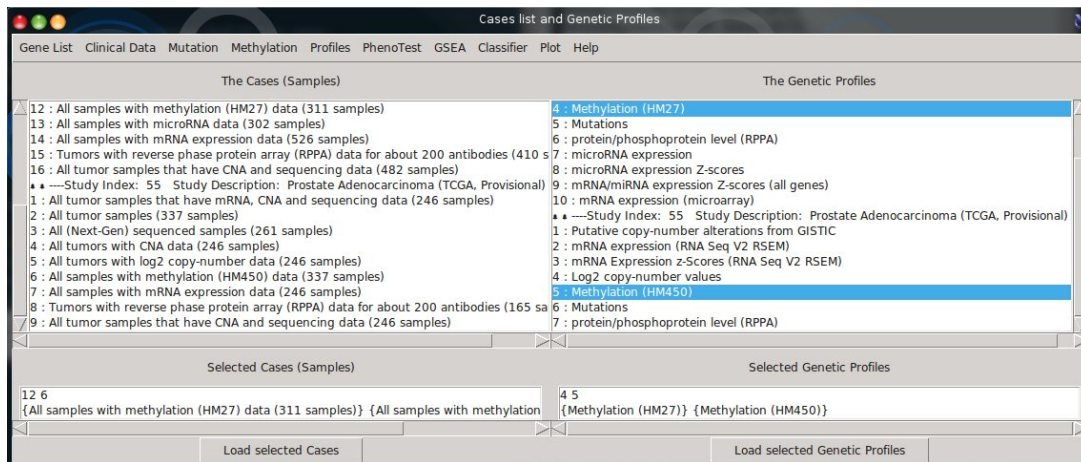 Cases list and Genetic Profiles
Gene List Clinical Data Mutation Methylation Profiles PhenoTest GSEA Classifier Plot Help
The Cases (Samples)
12 : All samples with methylation (HM27) data (311 samples)
13 : All samples with microRNA data (302 samples)
14 : All samples with mRNA expression data (526 samples)
15 : Tumors with reverse phase protein array (RPPA) data for about 200 antibodies (410 s
16 : All tumor samples that have CNA and sequencing data (482 samples)
----Study Index: 55 Study Description: Prostate Adenocarcinoma (TCGA, Provisional)
1 : All tumor samples that have mRNA, CNA and sequencing data (246 samples)
2 : All tumor samples (337 samples)
3 : All (Next-Gen) sequenced samples (261 samples)
4 : All tumors with CNA data (246 samples)
5 : All tumors with log2 copy-number data (246 samples)
6 : All samples with methylation (HM450) data (337 samples)
7 : All samples with mRNA expression data (246 samples)
8 : Tumors with reverse phase protein array (RPPA) data for about 200 antibodies (165 sa
9 : All tumor samples that have CNA and sequencing data (246 samples)
The Genetic Profiles
4 : Methylation (HM27)
5 : Mutations
6 : protein/phosphoprotein level (RPPA)
7 : microRNA expression
8 : microRNA expression Z-scores
9 : mRNA/miRNA expression Z-scores (all genes)
10 : mRNA expression (microarray)
----Study Index: 55 Study Description: Prostate Adenocarcinoma (TCGA, Provisional)
1 : Putative copy-number alterations from GISTIC
2 : mRNA expression (RNA Seq V2 RSEM)
3 : mRNA Expression z-Scores (RNA Seq V2 RSEM)
4 : Log2 copy-number values
5 : Methylation (HM450)
6 : Mutations
7 : protein/phosphoprotein level (RPPA)
Selected Cases (Samples)
12 6
{All samples with methylation (HM27) data (311 samples)} {All samples with methylation
Load selected Cases
Selected Genetic Profiles
4 5
{Methylation (HM27)} {Methylation (HM450)}
Load selected Genetic Profiles